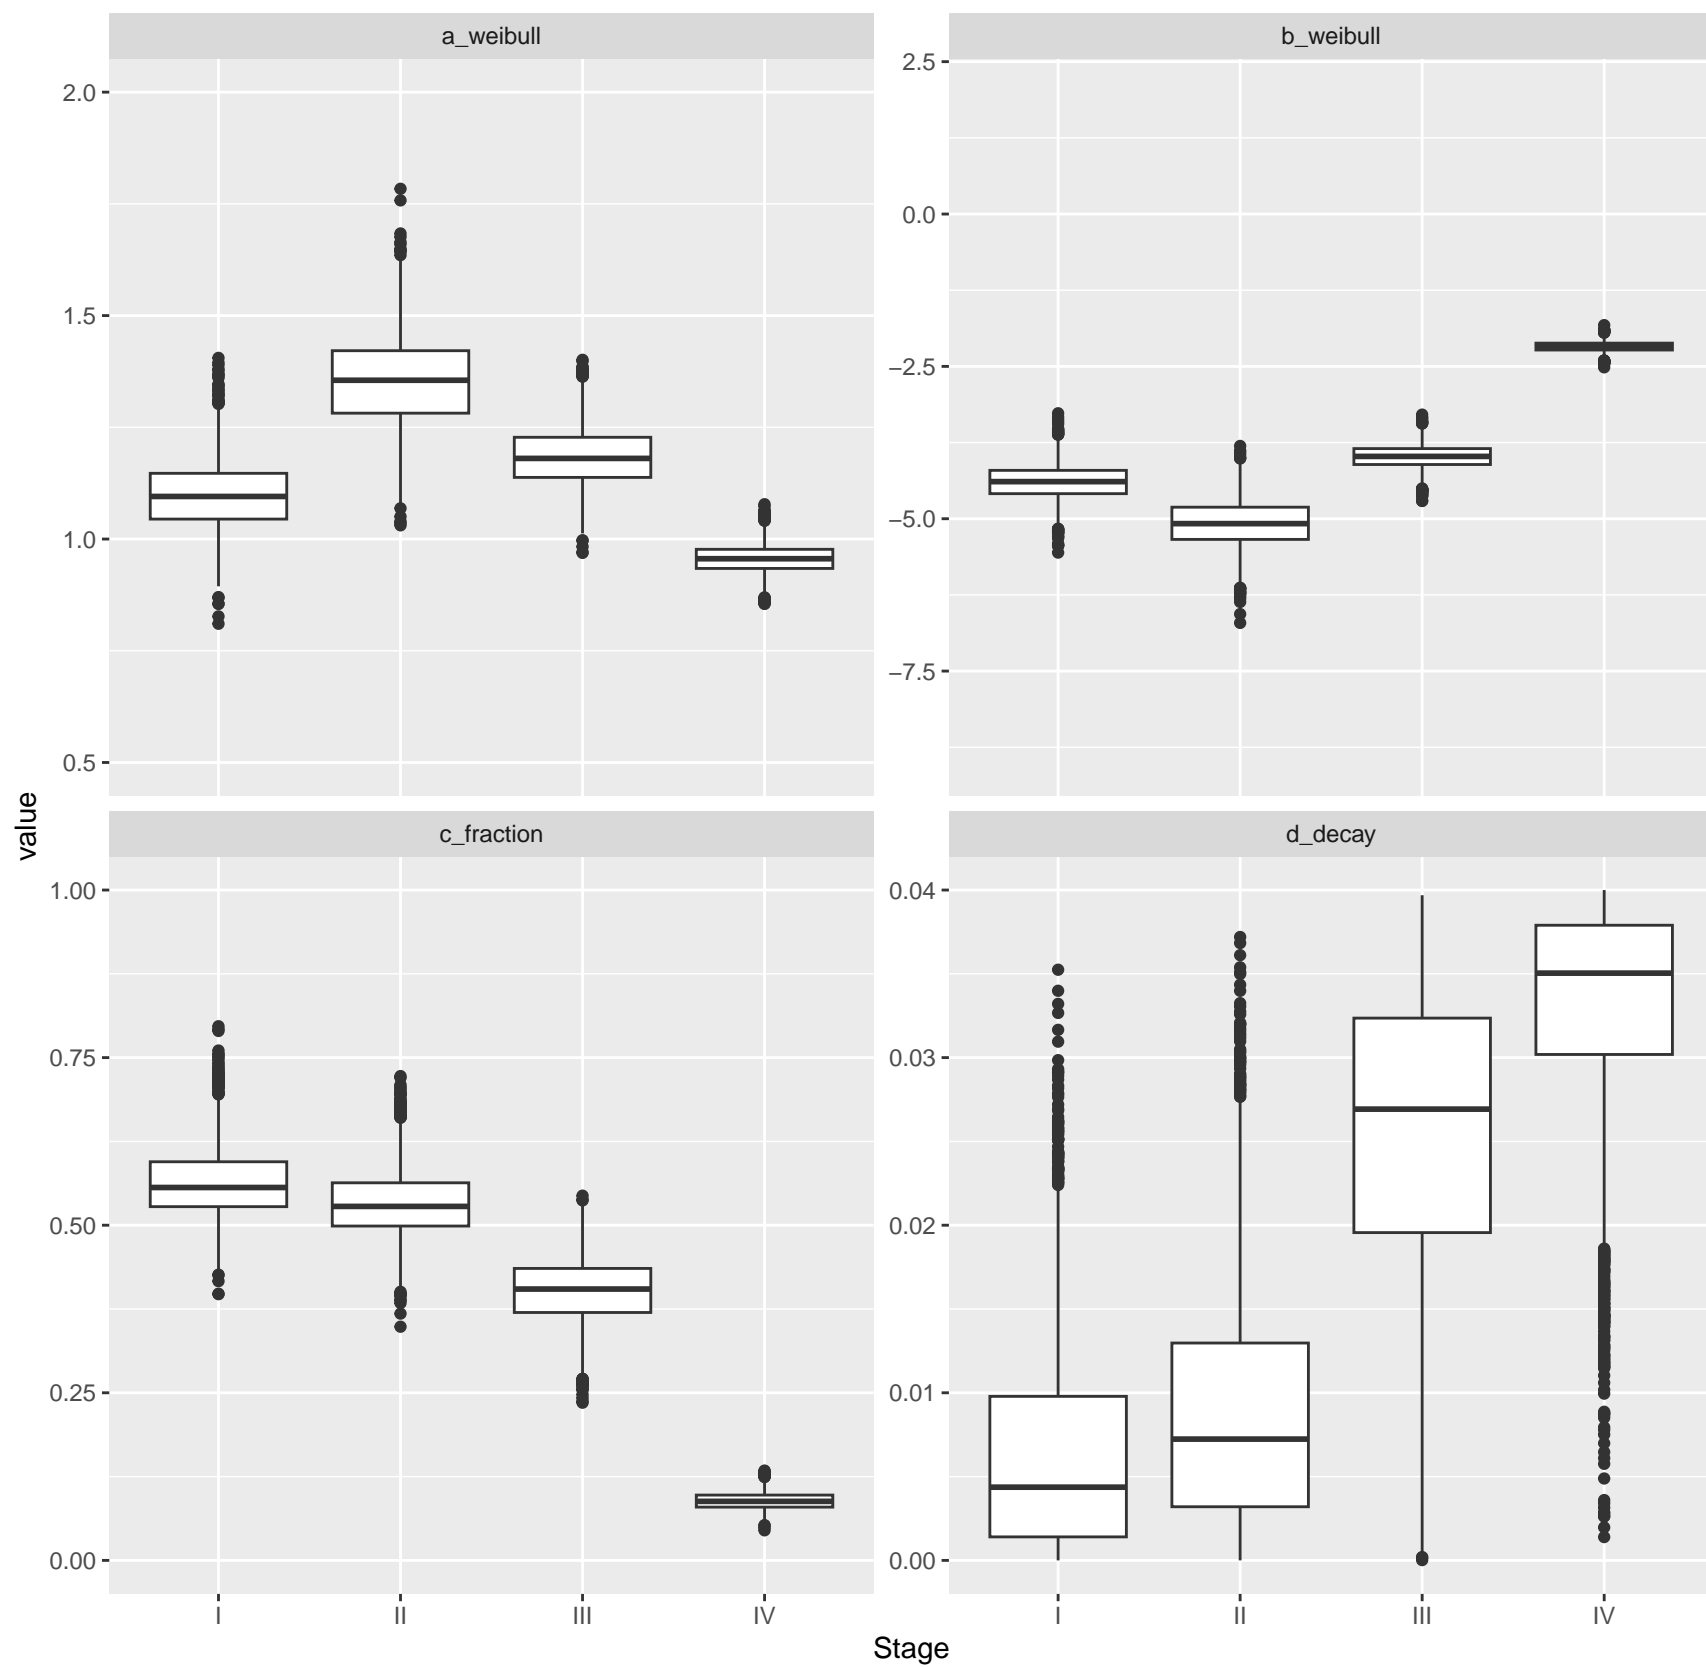 a_weibull
b_weibull
2.0
1.5
1.0
0.5
2.5
0.0
−2.5
−5.0
−7.5
value
c_fraction
d_decay
1.00
0.75
0.50
0.25
0.00
0.04
0.03
0.02
0.01
0.00
I II III IV
I II III IV
Stage